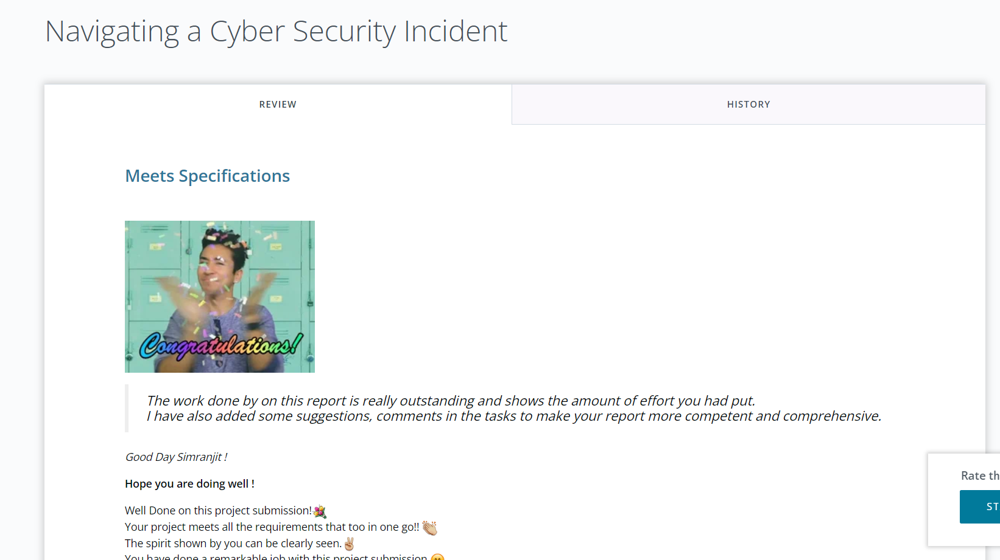 Navigating a Cyber Security Incident
REVIEW
HISTORY
Meets Specifications
Congratulations!
The work done by on this report is really outstanding and shows the amount of effort you had put.
I have also added some suggestions, comments in the tasks to make your report more competent and comprehensive.
Good Day Simranjit !
Hope you are doing well !
Well Done on this project submission!💐
Your project meets all the requirements that too in one go!! 👏🏼
The spirit shown by you can be clearly seen.✌🏼
You have done a remarkable job with this project submission 😊
Rate th
ST